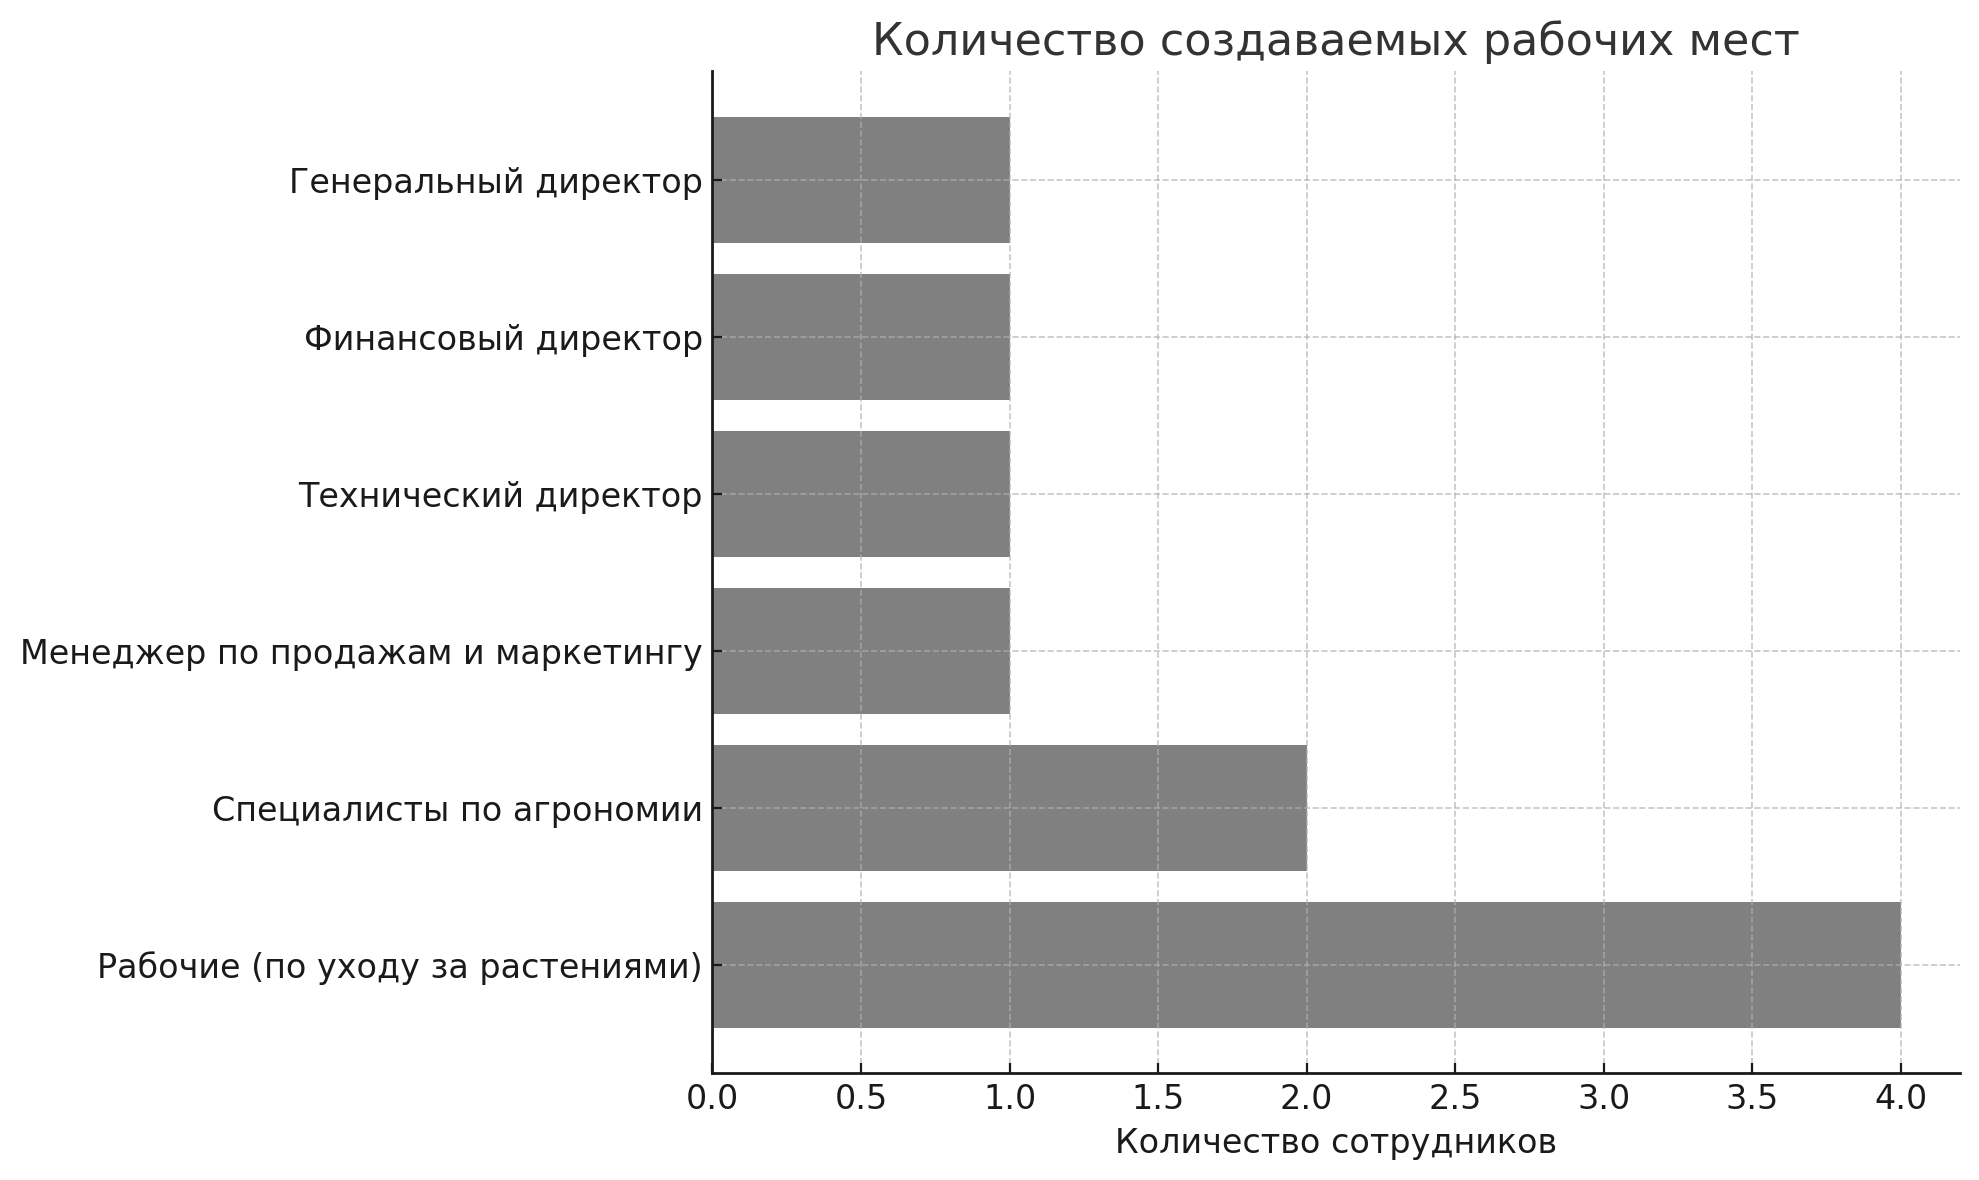 Количество создаваемых рабочих мест
Генеральный директор
Финансовый директор
Технический директор
Менеджер по продажам и маркетингу
Специалисты по агрономии
Рабочие (по уходу за растениями)
0.0 0.5 1.0 1.5 2.0 2.5 3.0 3.5 4.0
Количество сотрудников